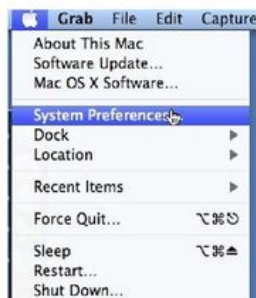 Grab File Edit Capture
About This Mac
Software Update...
Mac OS X Software...
System Preferences...
Dock
Location
Recent Items
Force Quit... ⌥⌘⎋
Sleep ⌥⌘⏏
Restart...
Shut Down...